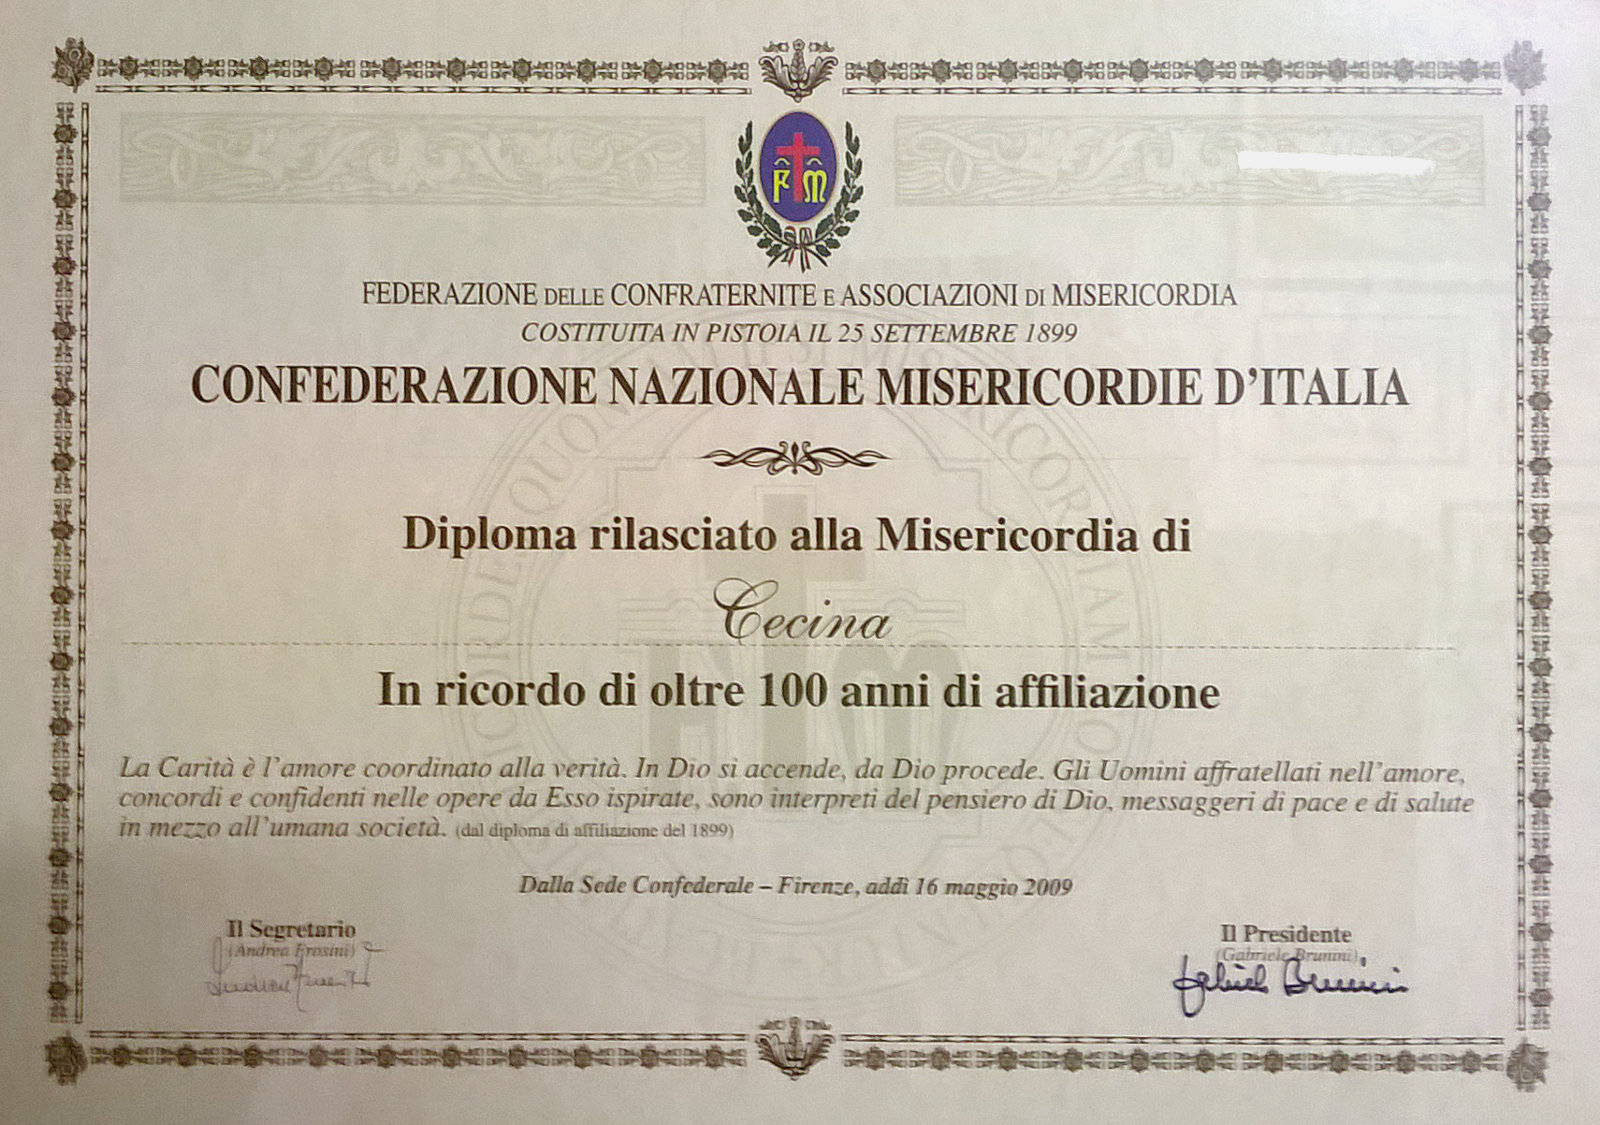 F M
FEDERAZIONE DELLE CONFRATERNITE E ASSOCIAZIONI DI MISERICORDIA
COSTITUITA IN PISTOIA IL 25 SETTEMBRE 1899
CONFEDERAZIONE NAZIONALE MISERICORDIE D'ITALIA
Diploma rilasciato alla Misericordia di
Cecina
In ricordo di oltre 100 anni di affiliazione
La Carità è l'amore coordinato alla verità. In Dio si accende, da Dio procede. Gli Uomini affratellati nell'amore,
concordi e confidenti nelle opere da Esso ispirate, sono interpreti del pensiero di Dio, messaggeri di pace e di salute
in mezzo all'umana società. (dal diploma di affiliazione del 1899)
Dalla Sede Confederale – Firenze, addì 16 maggio 2009
Il Segretario
(Andrea Frosini)
Il Presidente
(Gabriele Brunini)
Gabriele Brunini